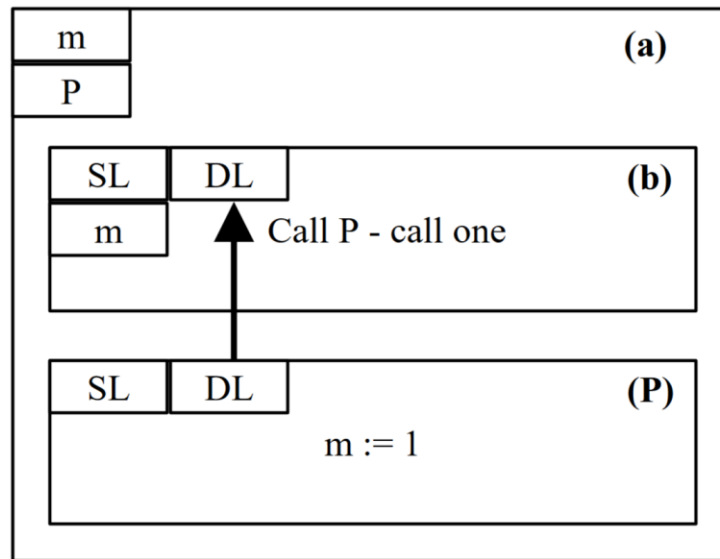 m (a)
P
SL DL (b)
m Call P - call one
SL DL (P)
m := 1